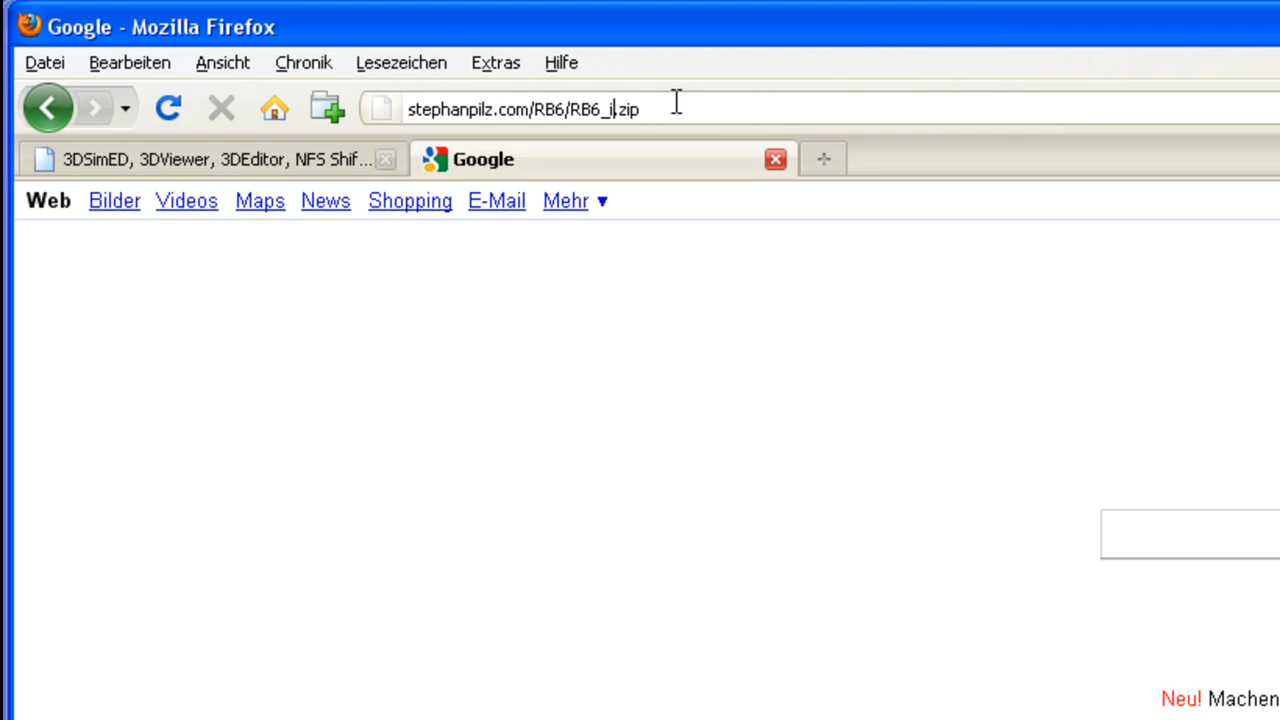 Google - Mozilla Firefox
Datei Bearbeiten Ansicht Chronik Lesezeichen Extras Hilfe
stephanpilz.com/RB6/RB6_i.zip
3DSimED, 3DViewer, 3DEditor, NFS Shif... Google
Web Bilder Videos Maps News Shopping E-Mail Mehr ▼
Neu! Machen